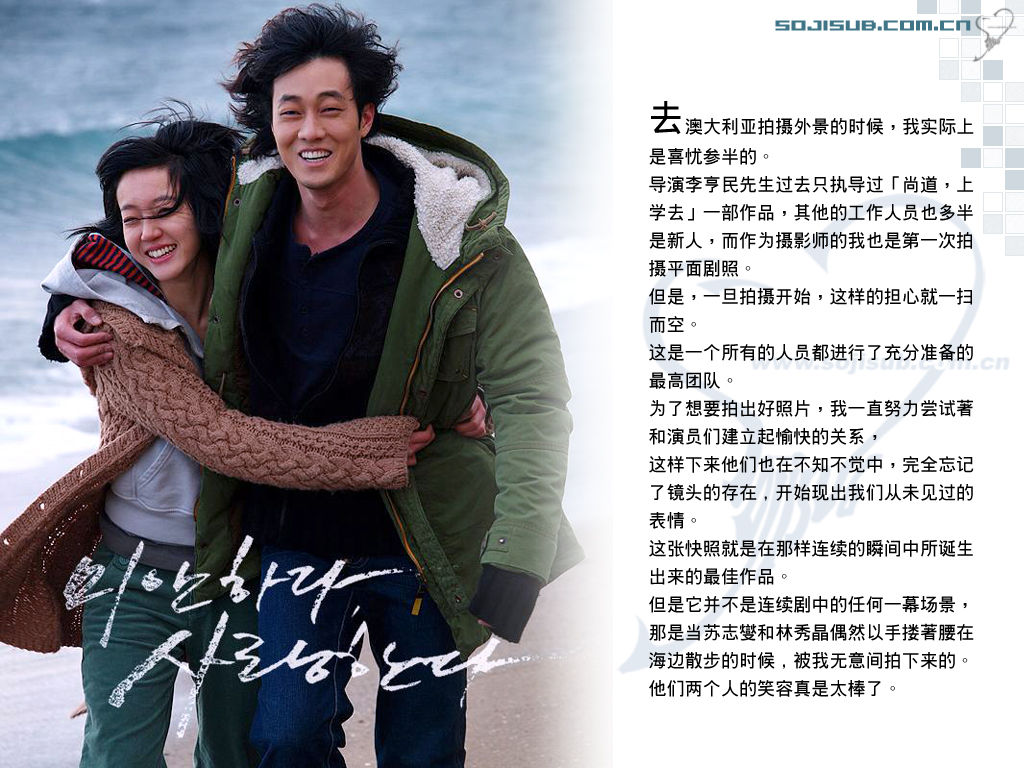 SOJISUB.COM.CN
去澳大利亚拍摄外景的时候，我实际上
是喜忧参半的。
导演李亨民先生过去只执导过「尚道，上
学去」一部作品，其他的工作人员也多半
是新人，而作为摄影师的我也是第一次拍
摄平面剧照。
但是，一旦拍摄开始，这样的担心就一扫
而空。
这是一个所有的人员都进行了充分准备的
最高团队。
www.sojisub.com.cn
为了想要拍出好照片，我一直努力尝试著
和演员们建立起愉快的关系，
这样下来他们也在不知不觉中，完全忘记
了镜头的存在﹐开始现出我们从未见过的
表情。
这张快照就是在那样连续的瞬间中所诞生
出来的最佳作品。
但是它并不是连续剧中的任何一幕场景，
那是当苏志燮和林秀晶偶然以手搂著腰在
海边散步的时候﹐被我无意间拍下来的。
他们两个人的笑容真是太棒了。
미안하다,
사랑한다